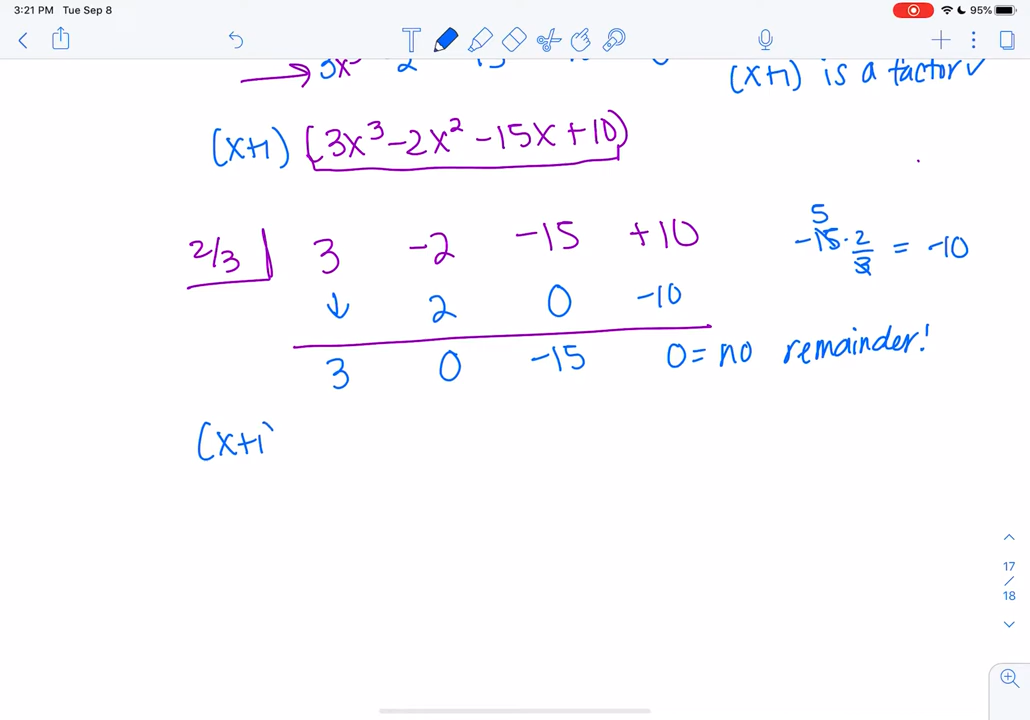 3:21 PM Tue Sep 8 95%
T
(x+1) is a factor
(x+1) (3x³-2x²-15x+10)
5
2/3 3 -2 -15 +10 -15 · 2/3 = -10
↓ 2 0 -10
3 0 -15 0 = no remainder!
(x+1)
17
/
18